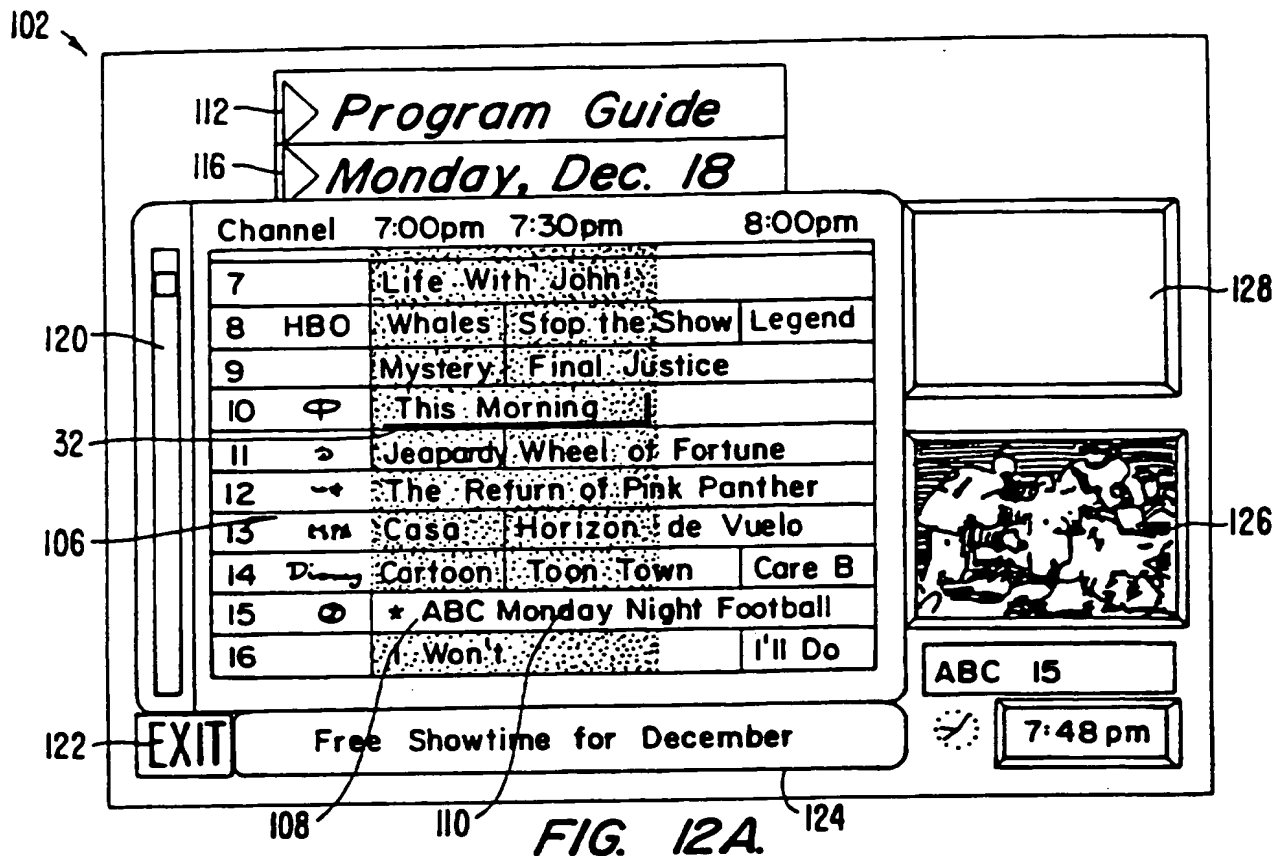 102
112 Program Guide
116 Monday, Dec. 18
Channel 7:00pm 7:30pm 8:00pm
7 Life With John
8 HBO Whales Stop the Show Legend
9 Mystery Final Justice
10 This Morning
11 Jeapardy Wheel of Fortune
12 The Return of Pink Panther
13 Casa Horizon de Vuelo
14 Disney Cartoon Toon Town Care B
15 * ABC Monday Night Football
16 I Won't I'll Do
120
32
106
128
126
ABC 15
7:48pm
122 EXIT Free Showtime for December
108 110 124
FIG. 12A.